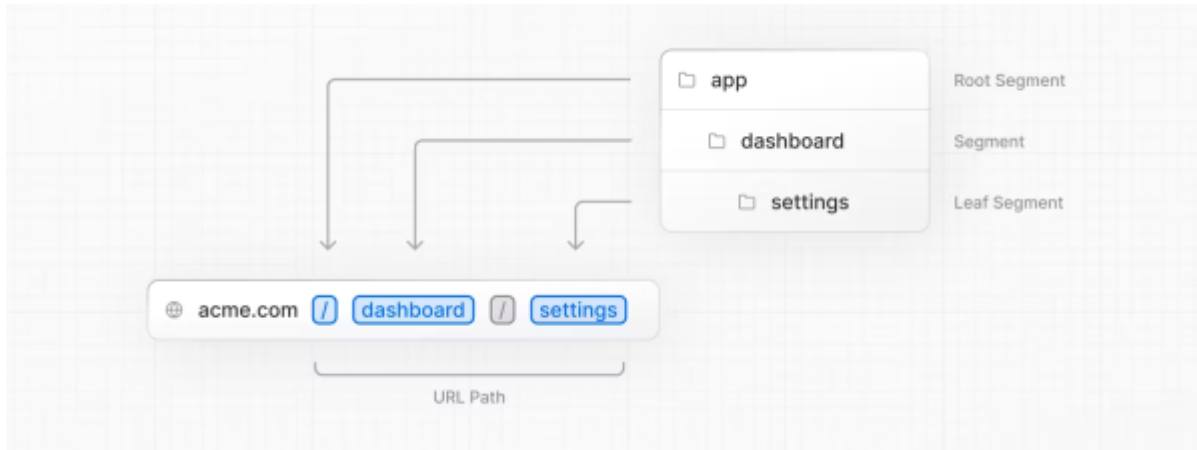 app Root Segment
dashboard Segment
settings Leaf Segment
acme.com / dashboard / settings
URL Path